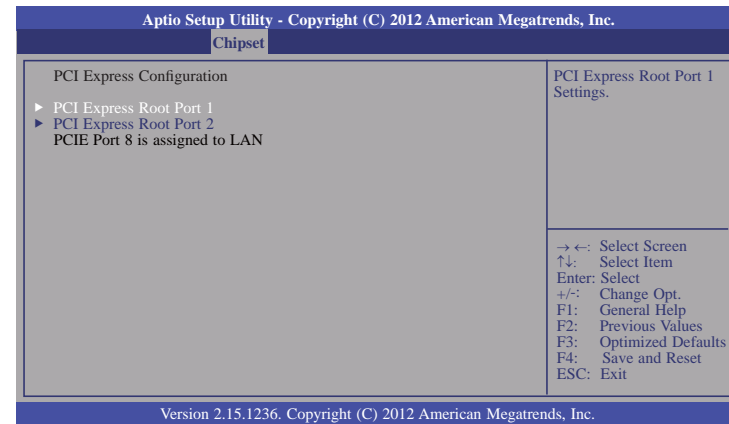 Aptio Setup Utility - Copyright (C) 2012 American Megatrends, Inc.
Chipset
PCI Express Configuration
► PCI Express Root Port 1
► PCI Express Root Port 2
PCIE Port 8 is assigned to LAN
PCI Express Root Port 1
Settings.
→ ←: Select Screen
↑↓: Select Item
Enter: Select
+/-: Change Opt.
F1: General Help
F2: Previous Values
F3: Optimized Defaults
F4: Save and Reset
ESC: Exit
Version 2.15.1236. Copyright (C) 2012 American Megatrends, Inc.